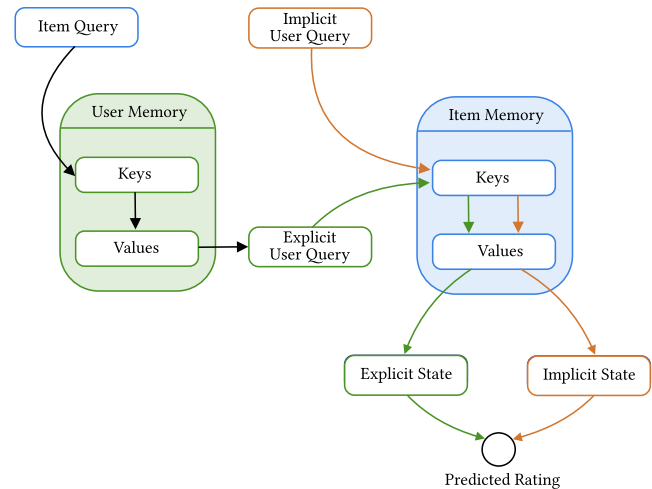 Item Query
Implicit
User Query
User Memory
Item Memory
Keys
Keys
Values
Explicit
User Query
Values
Explicit State
Implicit State
Predicted Rating